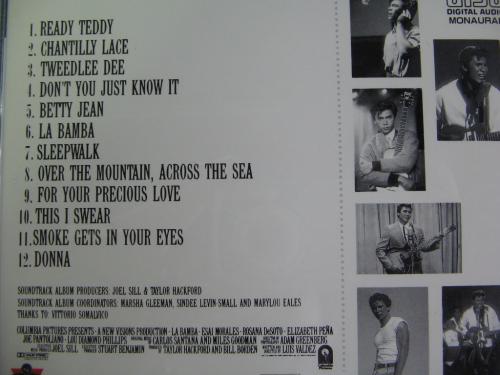 DIGITAL AUDIO
MONAURAL
1. READY TEDDY
2. CHANTILLY LACE
3. TWEEDLEE DEE
4. DON'T YOU JUST KNOW IT
5. BETTY JEAN
6. LA BAMBA
7. SLEEPWALK
8. OVER THE MOUNTAIN, ACROSS THE SEA
9. FOR YOUR PRECIOUS LOVE
10. THIS I SWEAR
11. SMOKE GETS IN YOUR EYES
12. DONNA
SOUNDTRACK ALBUM PRODUCERS: JOEL SILL & TAYLOR HACKFORD
SOUNDTRACK ALBUM COORDINATORS: MARSHA GLEEMAN, SINDEE LEVIN-SMALL AND MARYLOU EALES
THANKS TO: VITTORIO SOMALVICO
COLUMBIA PICTURES PRESENTS · A NEW VISIONS PRODUCTION · LA BAMBA · ESAI MORALES · ROSANA DeSOTO · ELIZABETH PEÑA
JOE PANTOLIANO · LOU DIAMOND PHILLIPS · CARLOS SANTANA AND MILES GOODMAN · ADAM GREENBERG
JOEL SILL · STUART BENJAMIN · TAYLOR HACKFORD AND BILL BORDEN · LUIS VALDEZ